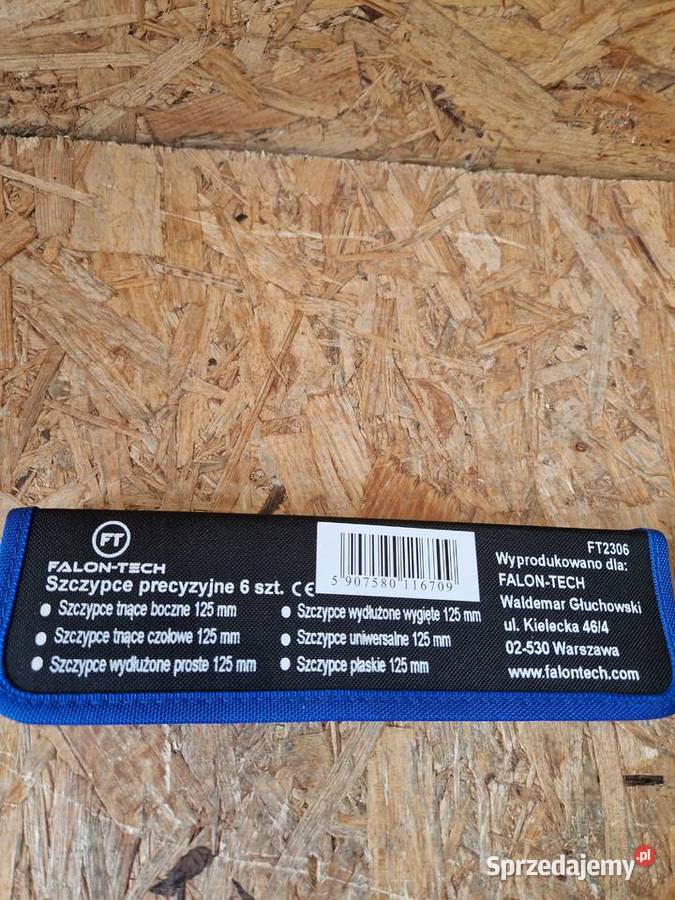 FT
FALON-TECH
Szczypce precyzyjne 6 szt. CE
Szczypce tnące boczne 125 mm
Szczypce tnące czołowe 125 mm
Szczypce wydłużone proste 125 mm
Szczypce wydłużone wygięte 125 mm
Szczypce uniwersalne 125 mm
Szczypce płaskie 125 mm
5 907580 116709
FT2306
Wyprodukowano dla:
FALON-TECH
Waldemar Głuchowski
ul. Kielecka 46/4
02-530 Warszawa
www.falontech.com
Sprzedajemy.pl